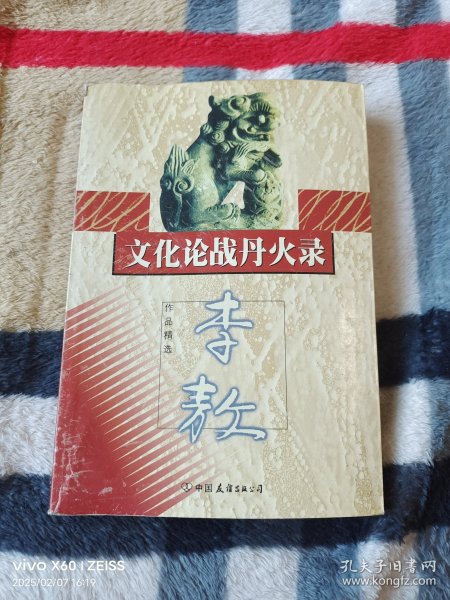 文化论战丹火录
李敖
作品精选
中国友谊出版公司
vivo X60 | ZEISS
2025/02/07 16:19
孔夫子旧书网
www.kongfz.com